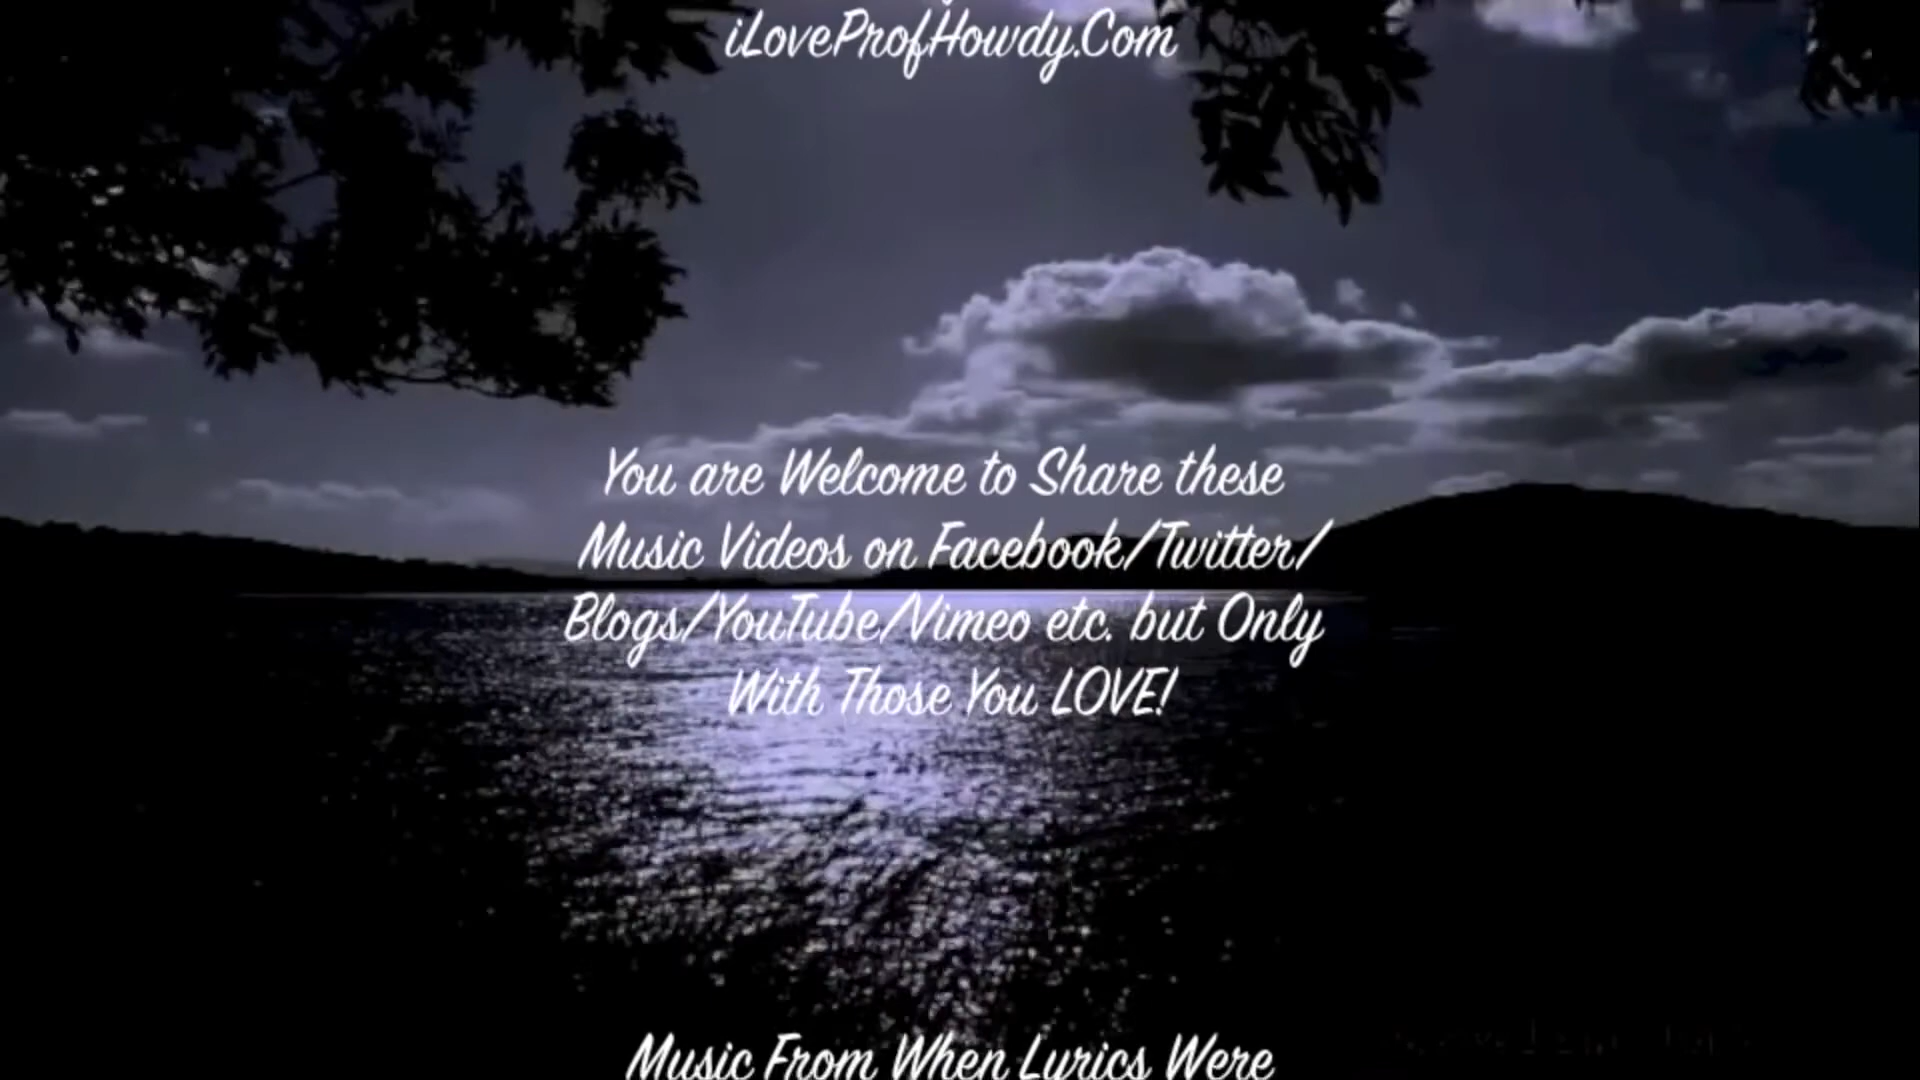 iLoveProfHowdy.Com
You are Welcome to Share these
Music Videos on Facebook/Twitter/
Blogs/YouTube/Vimeo etc. but Only
With Those You LOVE!
Music From When Lyrics Were